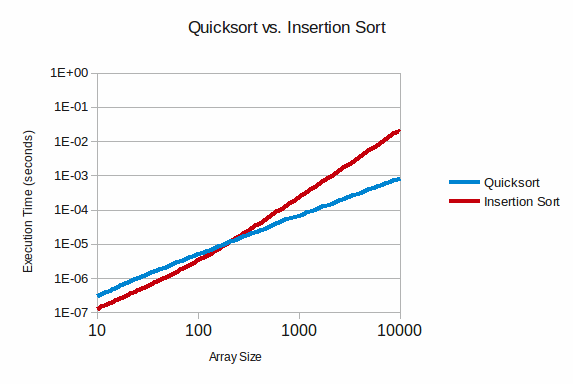 Quicksort vs. Insertion Sort
1E+00
1E-01
1E-02
1E-03
1E-04
1E-05
1E-06
1E-07
Execution Time (seconds)
10 100 1000 10000
Array Size
Quicksort
Insertion Sort